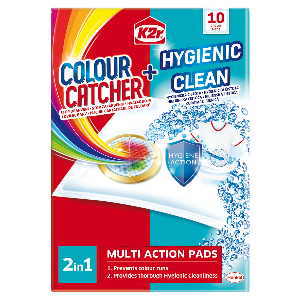 K2r
10
COLOUR
CATCHER
+
HYGIENIC
CLEAN
HYGIENE
ACTION
2in1
MULTI ACTION PADS
1. Prevents colour runs
2. Provides thorough Hygienic Cleanliness
Henkel